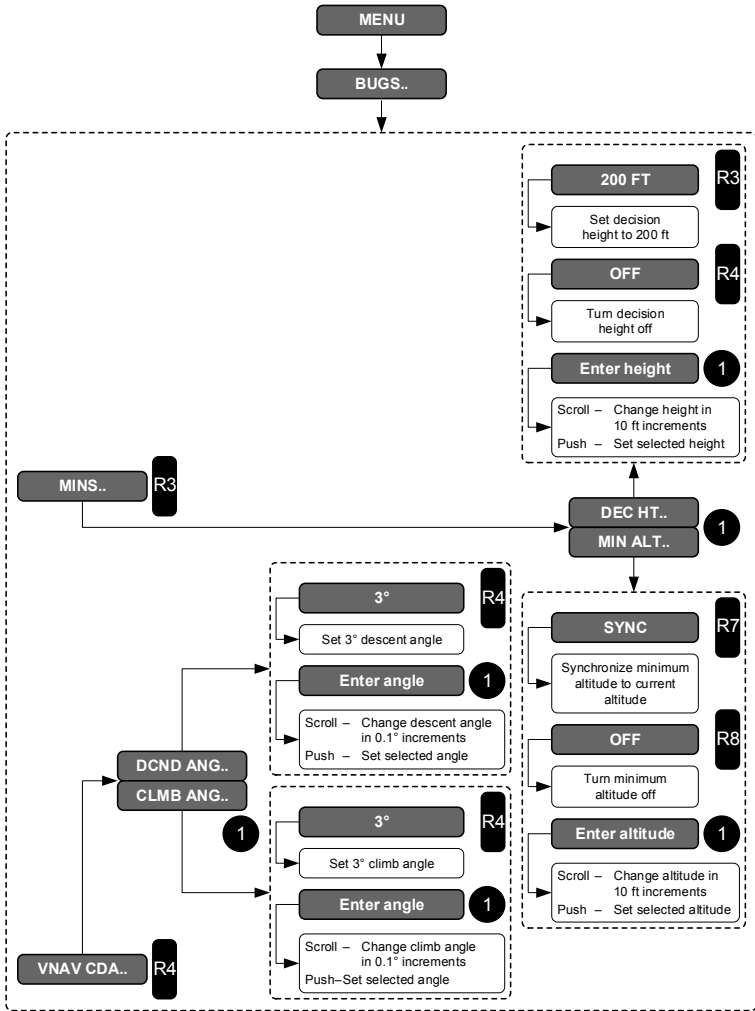 MENU
BUGS..
200 FT
R3
Set decision
height to 200 ft
OFF
R4
Turn decision
height off
Enter height
1
Scroll – Change height in
10 ft increments
Push – Set selected height
MINS..
R3
DEC HT..
MIN ALT..
1
3°
R4
Set 3° descent angle
Enter angle
1
Scroll – Change descent angle
in 0.1° increments
Push – Set selected angle
SYNC
R7
Synchronize minimum
altitude to current
altitude
OFF
R8
Turn minimum
altitude off
Enter altitude
1
Scroll – Change altitude in
10 ft increments
Push – Set selected altitude
DCND ANG..
CLMB ANG..
1
3°
R4
Set 3° climb angle
Enter angle
1
Scroll – Change climb angle
in 0.1° increments
Push–Set selected angle
VNAV CDA..
R4